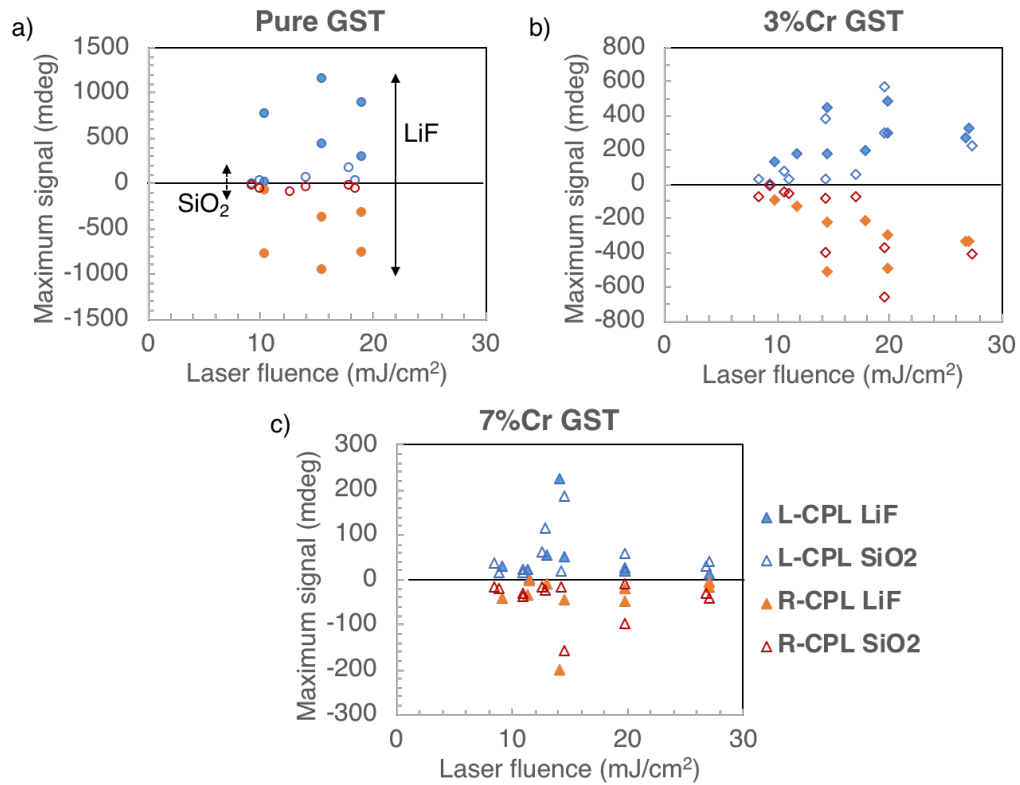 a)
Pure GST
Maximum signal (mdeg)
1500
1000
500
0
-500
-1000
-1500
LiF
SiO2
0
10
20
30
Laser fluence (mJ/cm2)
b)
3%Cr GST
Maximum signal (mdeg)
800
600
400
200
0
-200
-400
-600
-800
0
10
20
30
Laser fluence (mJ/cm2)
c)
7%Cr GST
Maximum signal (mdeg)
300
200
100
0
-100
-200
-300
0
10
20
30
Laser fluence (mJ/cm2)
L-CPL LiF
L-CPL SiO2
R-CPL LiF
R-CPL SiO2